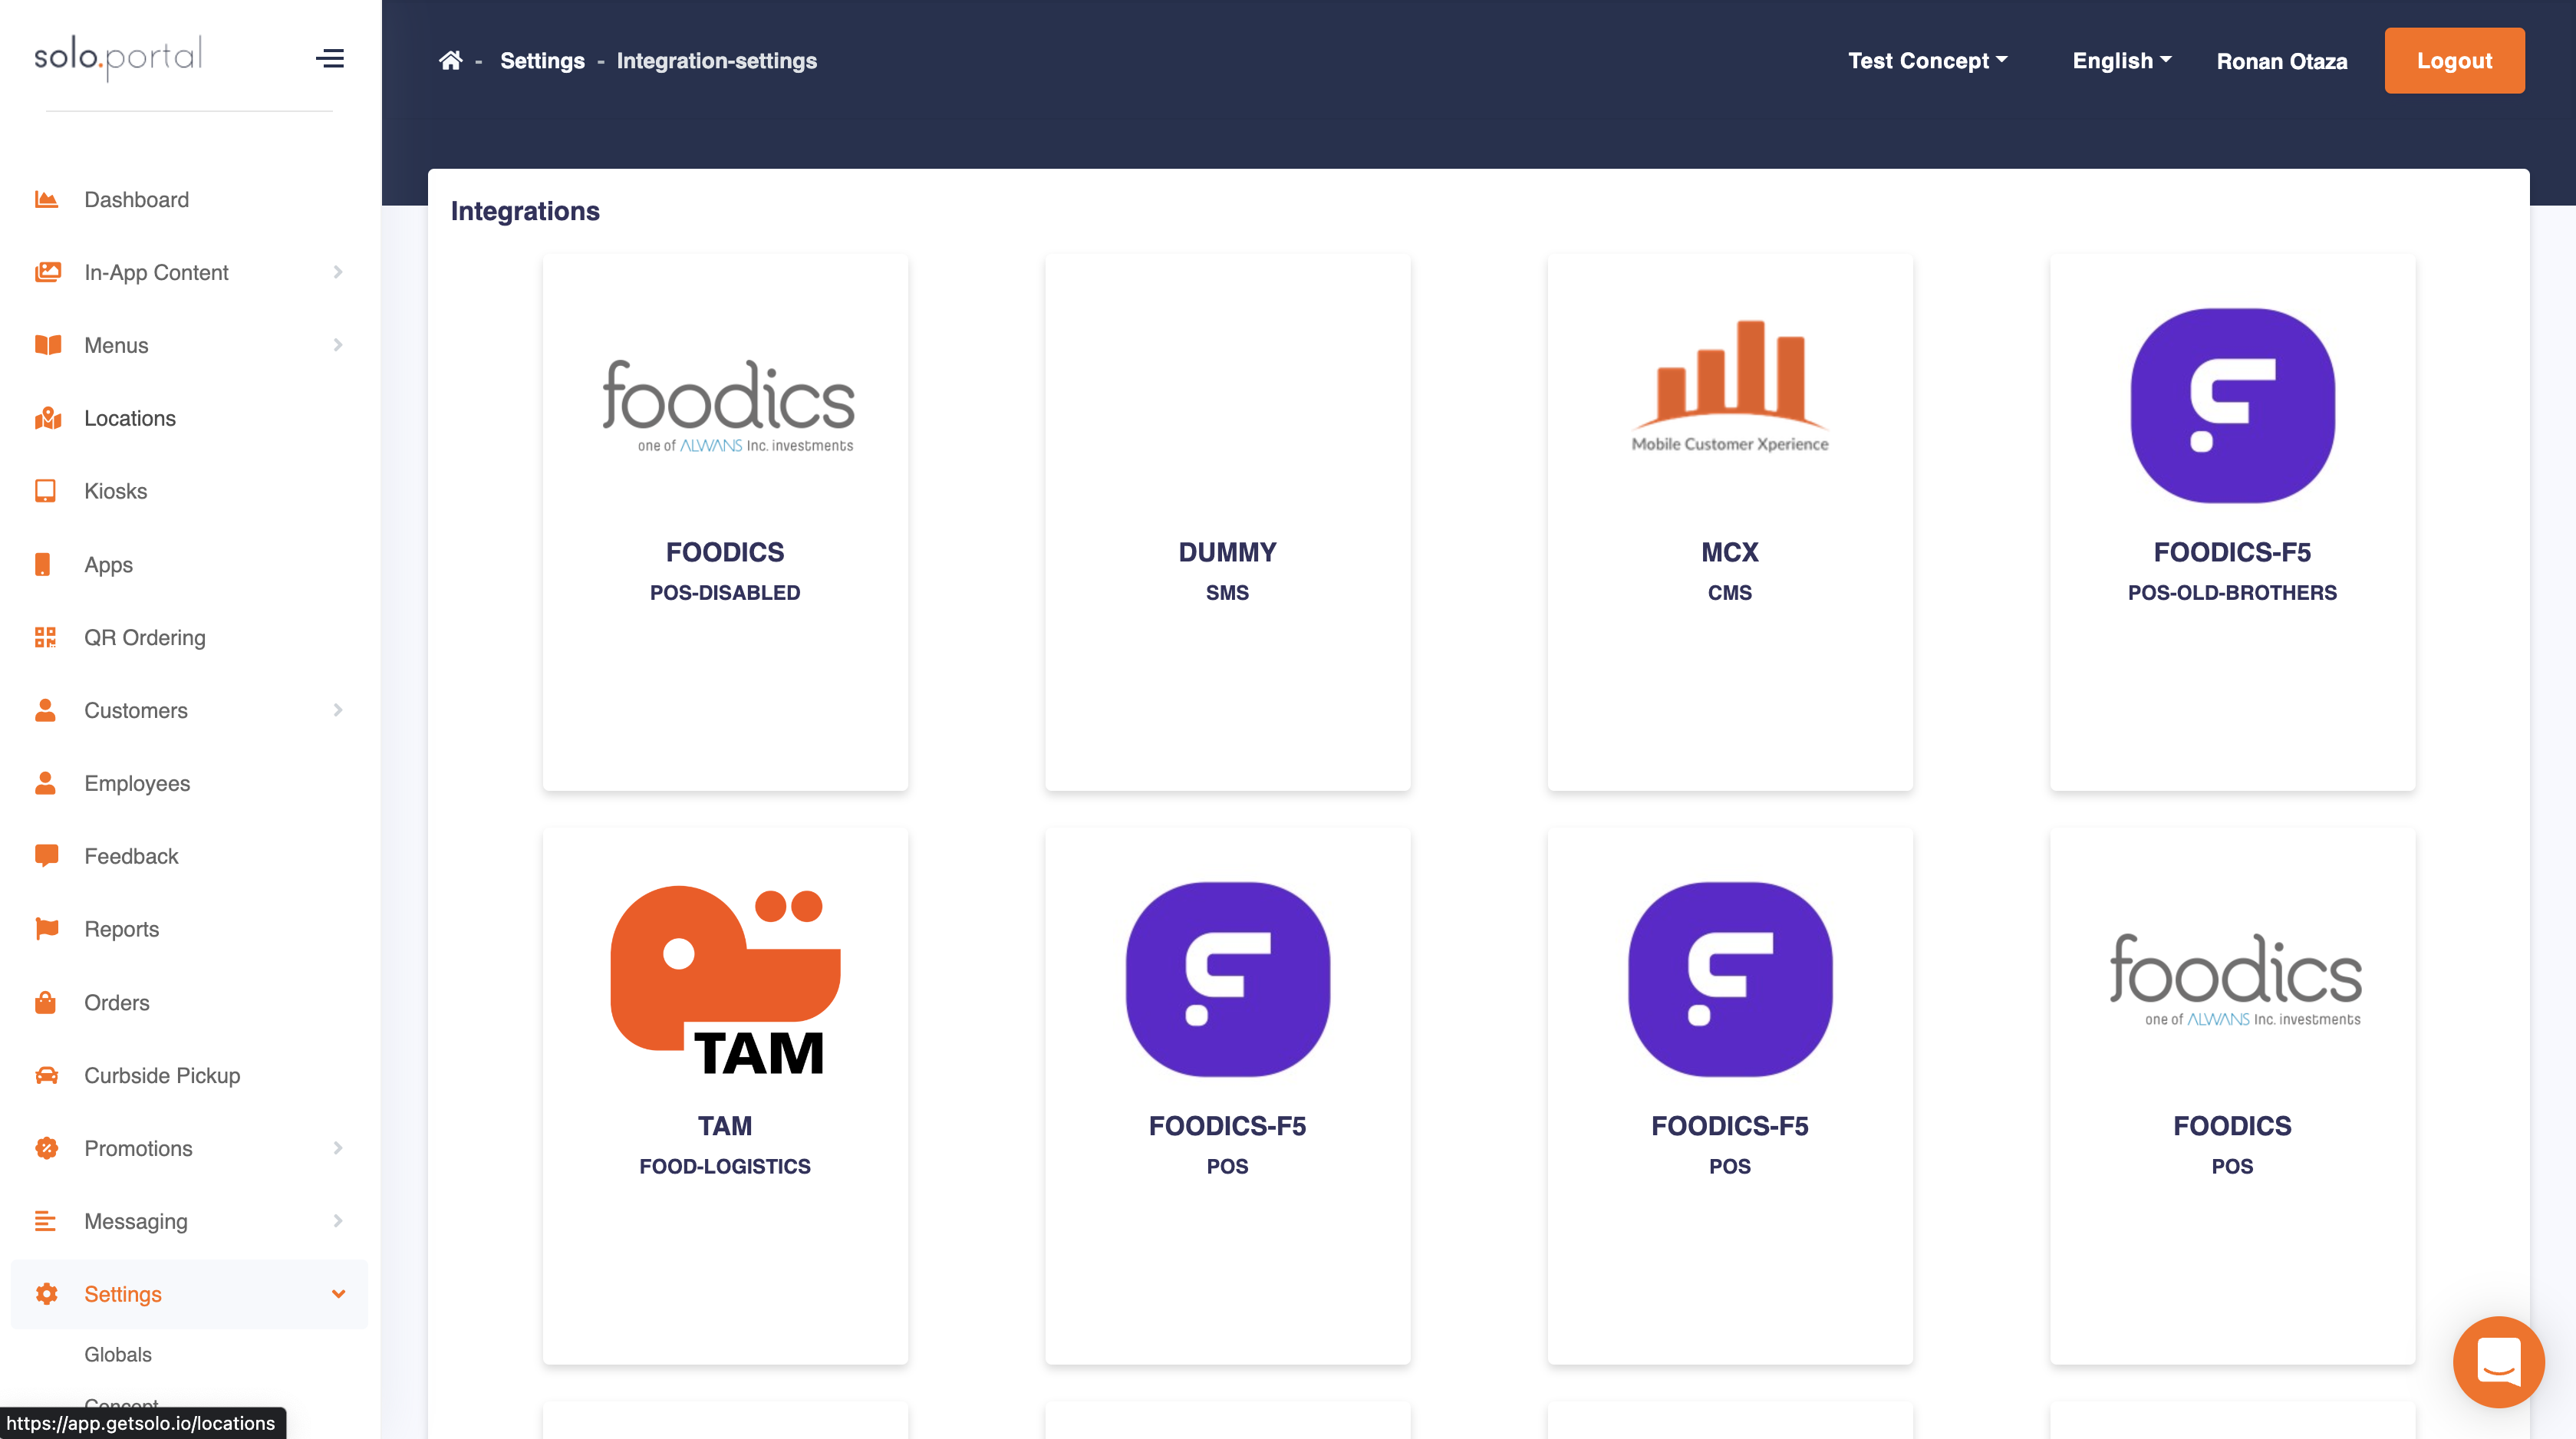 solo.portal
Settings - Integration-settings
Test Concept
English
Ronan Otaza
Logout
Dashboard
In-App Content
Menus
Locations
Kiosks
Apps
QR Ordering
Customers
Employees
Feedback
Reports
Orders
Curbside Pickup
Promotions
Messaging
Settings
Globals
Concept
https://app.getsolo.io/locations
Integrations
foodics
one of ALWANS Inc. investments
FOODICS
POS-DISABLED
DUMMY
SMS
Mobile Customer Xperience
MCX
CMS
FOODICS-F5
POS-OLD-BROTHERS
TAM
TAM
FOOD-LOGISTICS
FOODICS-F5
POS
FOODICS-F5
POS
foodics
one of ALWANS Inc. investments
FOODICS
POS